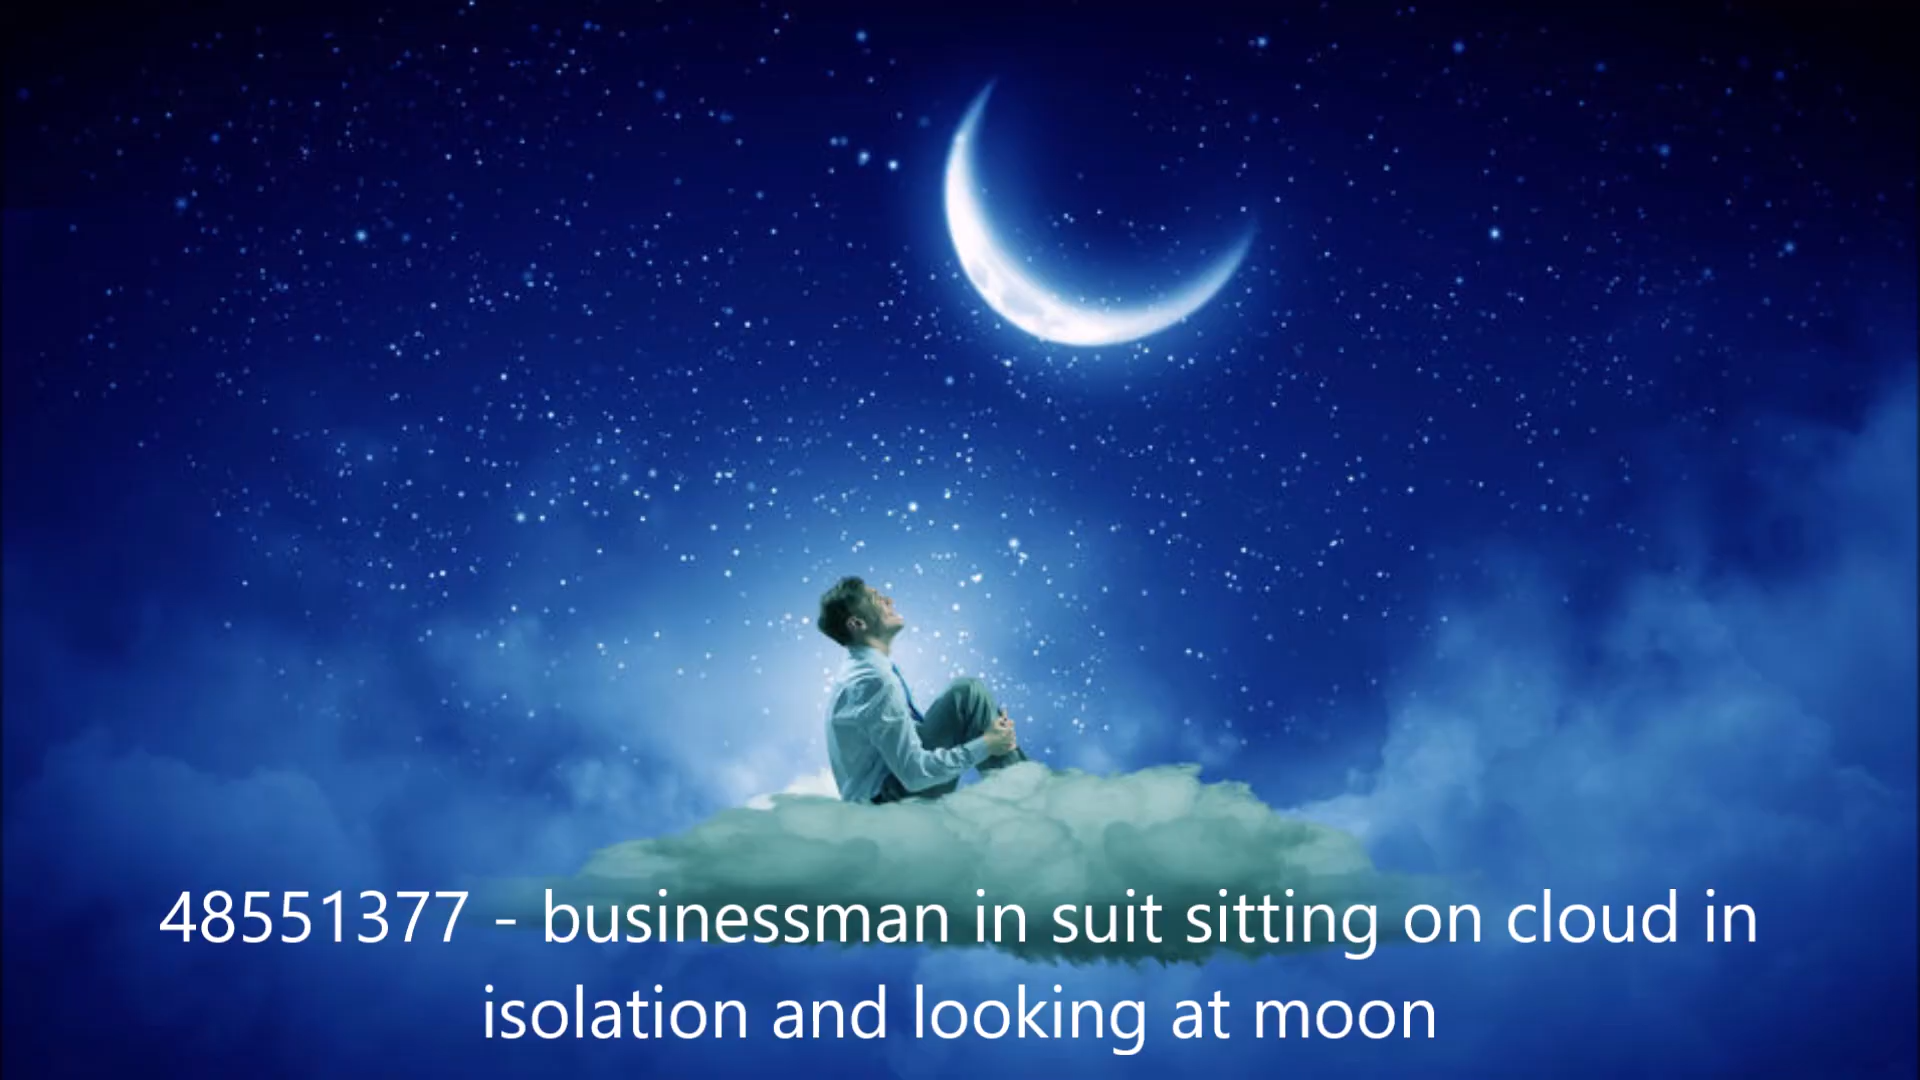 48551377 - businessman in suit sitting on cloud in
isolation and looking at moon